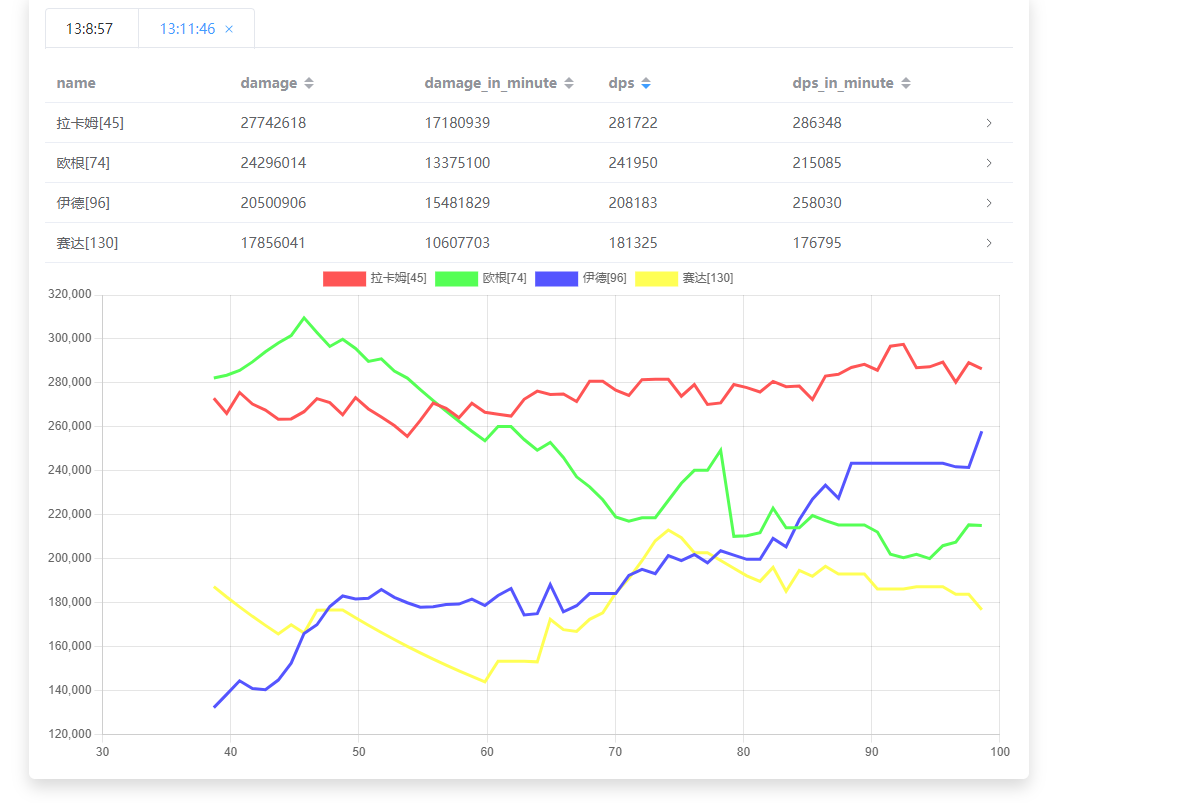 13:8:57 13:11:46 ×
name damage damage_in_minute dps dps_in_minute
拉卡姆[45] 27742618 17180939 281722 286348
欧根[74] 24296014 13375100 241950 215085
伊德[96] 20500906 15481829 208183 258030
赛达[130] 17856041 10607703 181325 176795
拉卡姆[45] 欧根[74] 伊德[96] 赛达[130]
320,000
300,000
280,000
260,000
240,000
220,000
200,000
180,000
160,000
140,000
120,000
30 40 50 60 70 80 90 100